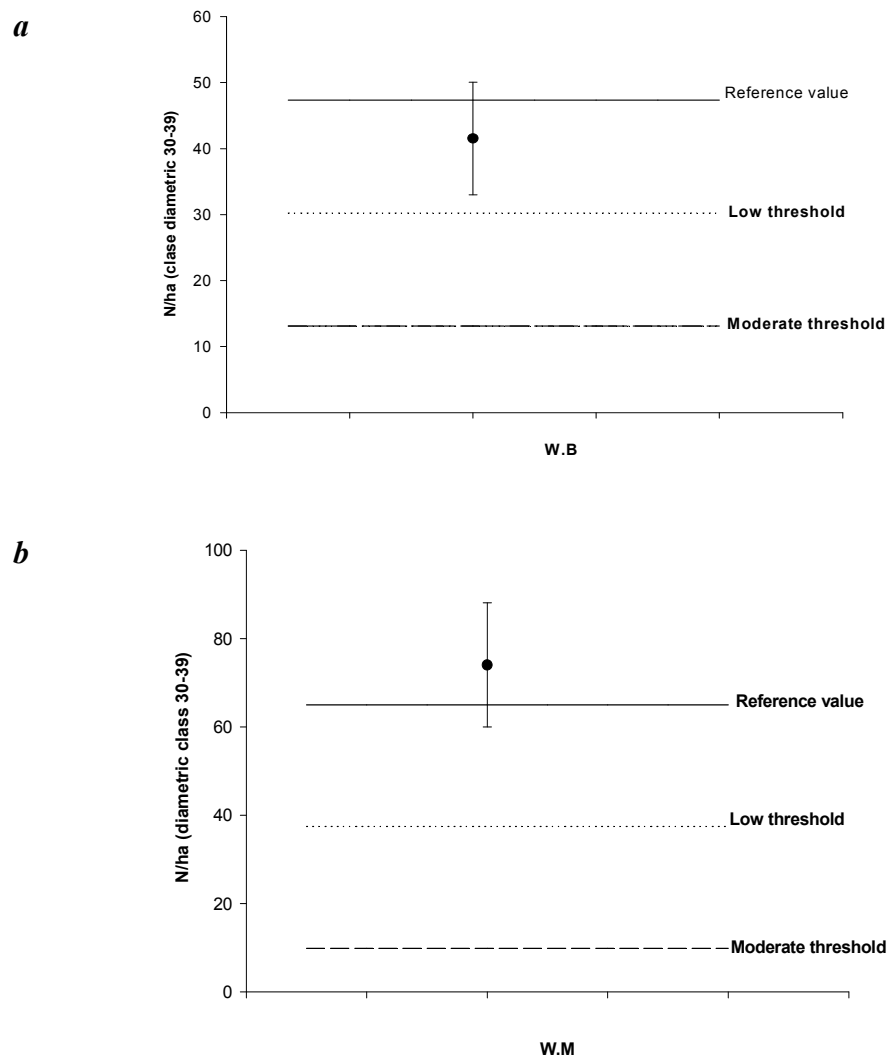 a
60
50
40
30
20
10
0
N/ha (clase diametric 30-39)
Reference value
Low threshold
Moderate threshold
W.B
b
100
80
60
40
20
0
N/ha (diametric class 30-39)
Reference value
Low threshold
Moderate threshold
W.M